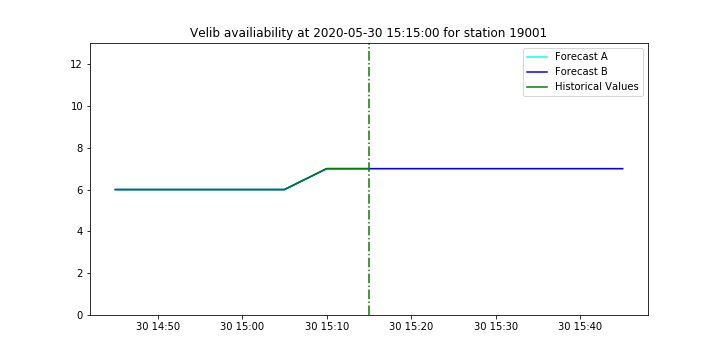 Velib availiability at 2020-05-30 15:15:00 for station 19001
Forecast A
Forecast B
Historical Values
12
10
8
6
4
2
0
30 14:50 30 15:00 30 15:10 30 15:20 30 15:30 30 15:40